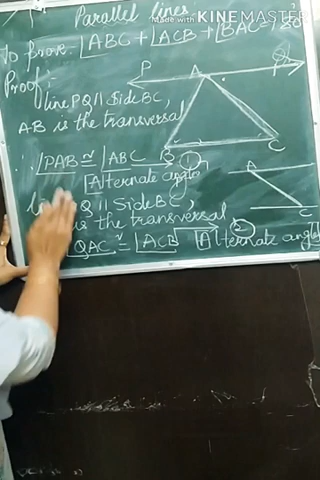 MADE WITH
KINEMASTER
Parallel lines.
To prove: ∠ABC + ∠ACB + ∠BAC = 180
Proof:
line PQ || side BC,
AB is the transversal
∴ ∠PAB ≅ ∠ABC → ①
[Alternate angle
PQ || Side BC,
is the transversal
∠QAC ≅ ∠ACB → ②
[Alternate angle
P
A
Q
B
C
A
C